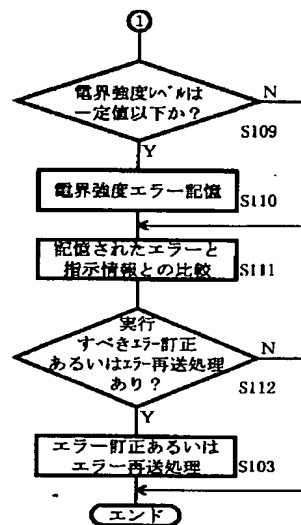 ①
電界強度ﾚﾍﾞﾙは
一定値以下か？
N
S109
Y
電界強度エラー記憶
S110
記憶されたエラーと
指示情報との比較
S111
実行
すべきｴﾗｰ訂正
あるいはｴﾗｰ再送処理
あり？
N
S112
Y
エラー訂正あるいは
エラー再送処理
S103
エンド